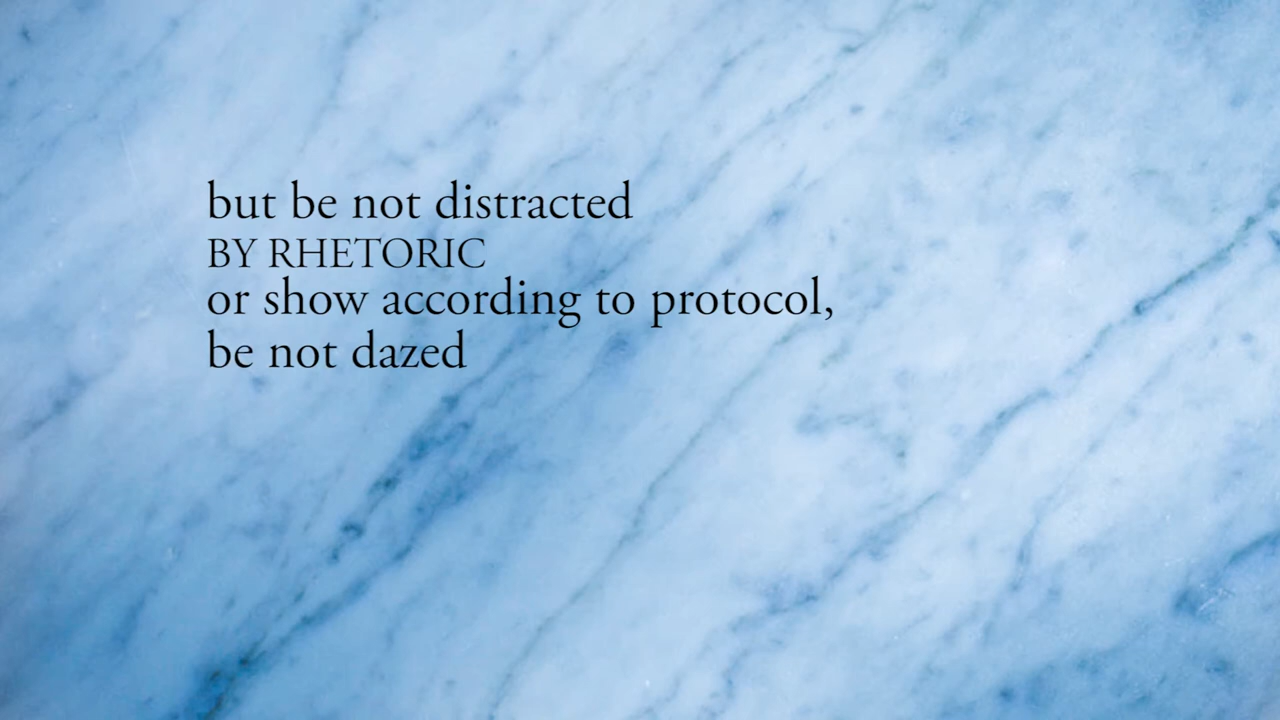 but be not distracted
BY RHETORIC
or show according to protocol,
be not dazed